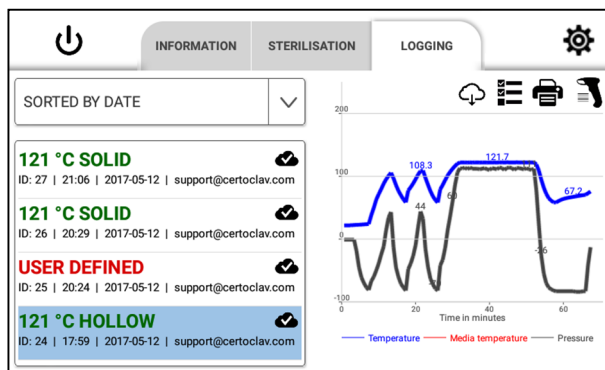 INFORMATION STERILISATION LOGGING
SORTED BY DATE
121 °C SOLID
ID: 27 | 21:06 | 2017-05-12 | support@certoclav.com
121 °C SOLID
ID: 26 | 20:29 | 2017-05-12 | support@certoclav.com
USER DEFINED
ID: 25 | 20:24 | 2017-05-12 | support@certoclav.com
121 °C HOLLOW
ID: 24 | 17:59 | 2017-05-12 | support@certoclav.com
200
121.7
108.3
100
67.2
60
44
0
-36
-100
0 20 40 60
Time in minutes
Temperature Media temperature Pressure